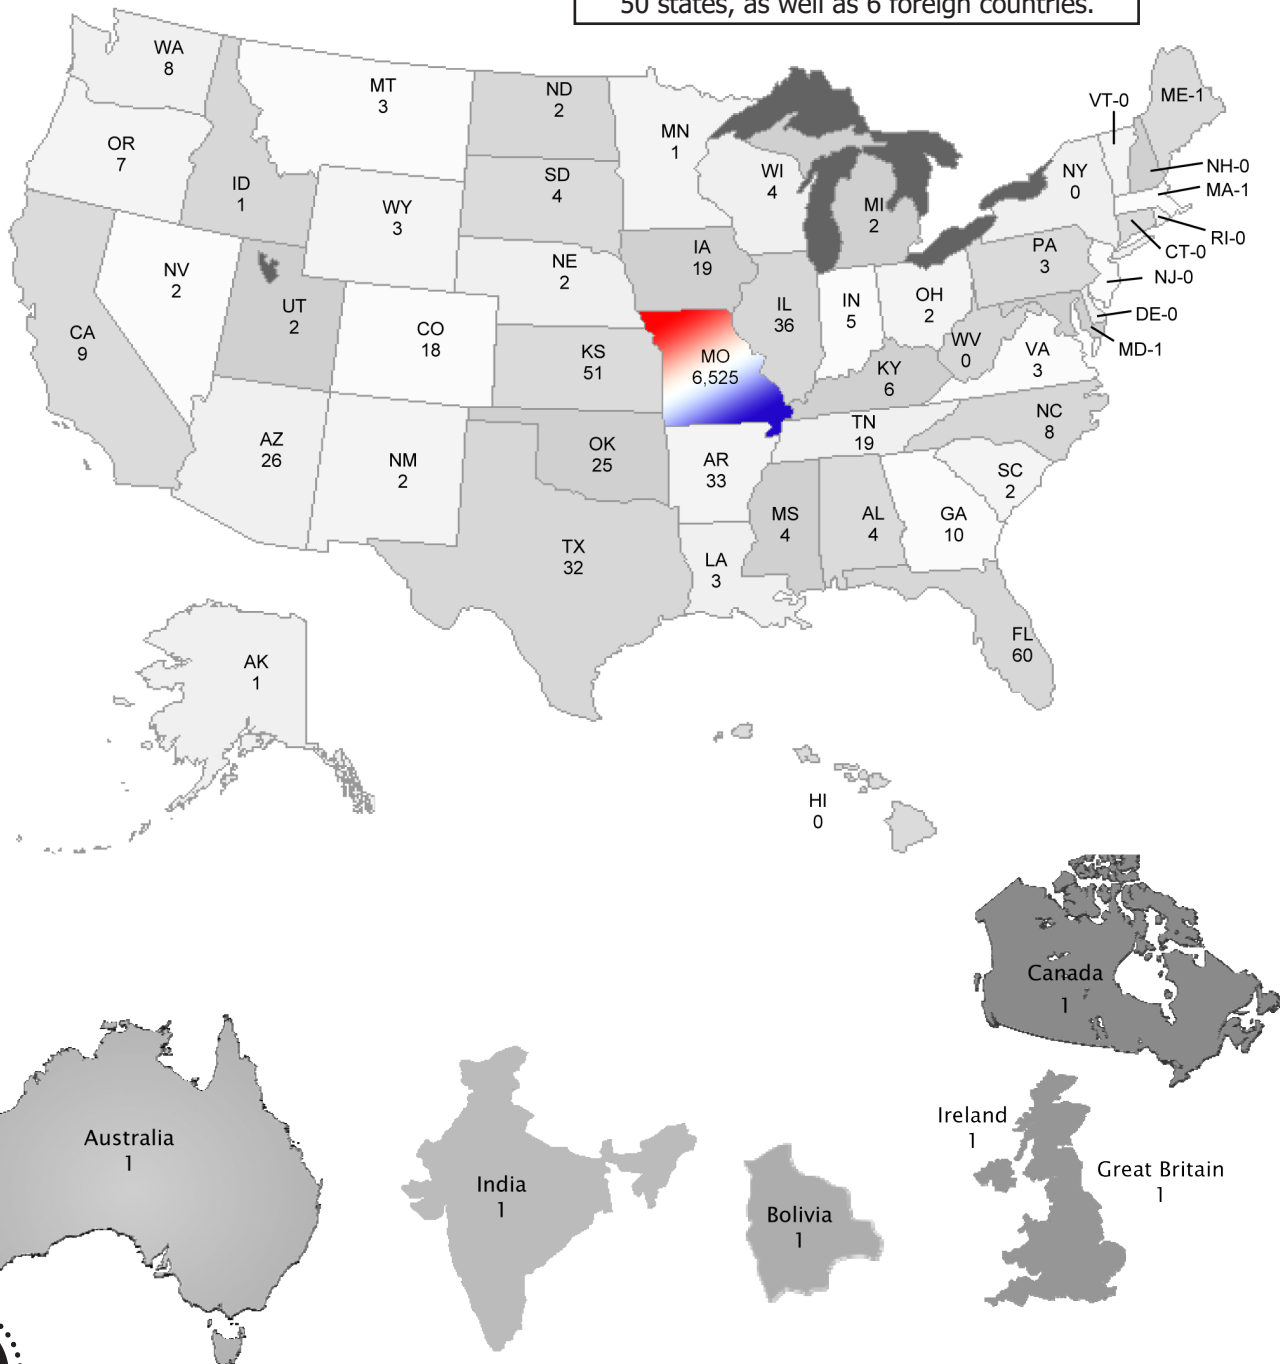 50 states, as well as 6 foreign countries.
WA
8
OR
7
ID
1
MT
3
ND
2
MN
1
WI
4
MI
2
NY
0
VT-0
ME-1
NH-0
MA-1
RI-0
CT-0
NJ-0
DE-0
MD-1
SD
4
WY
3
NV
2
UT
2
CA
9
CO
18
NE
2
IA
19
IL
36
IN
5
OH
2
PA
3
WV
0
VA
3
KY
6
KS
51
MO
6,525
AZ
26
NM
2
OK
25
AR
33
TN
19
NC
8
SC
2
MS
4
AL
4
GA
10
TX
32
LA
3
FL
60
AK
1
HI
0
Canada
1
Australia
1
India
1
Bolivia
1
Ireland
1
Great Britain
1